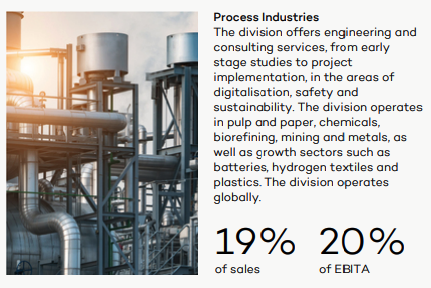 Process Industries
The division offers engineering and
consulting services, from early
stage studies to project
implementation, in the areas of
digitalisation, safety and
sustainability. The division operates
in pulp and paper, chemicals,
biorefining, mining and metals, as
well as growth sectors such as
batteries, hydrogen textiles and
plastics. The division operates
globally.
19% 20%
of sales of EBITA